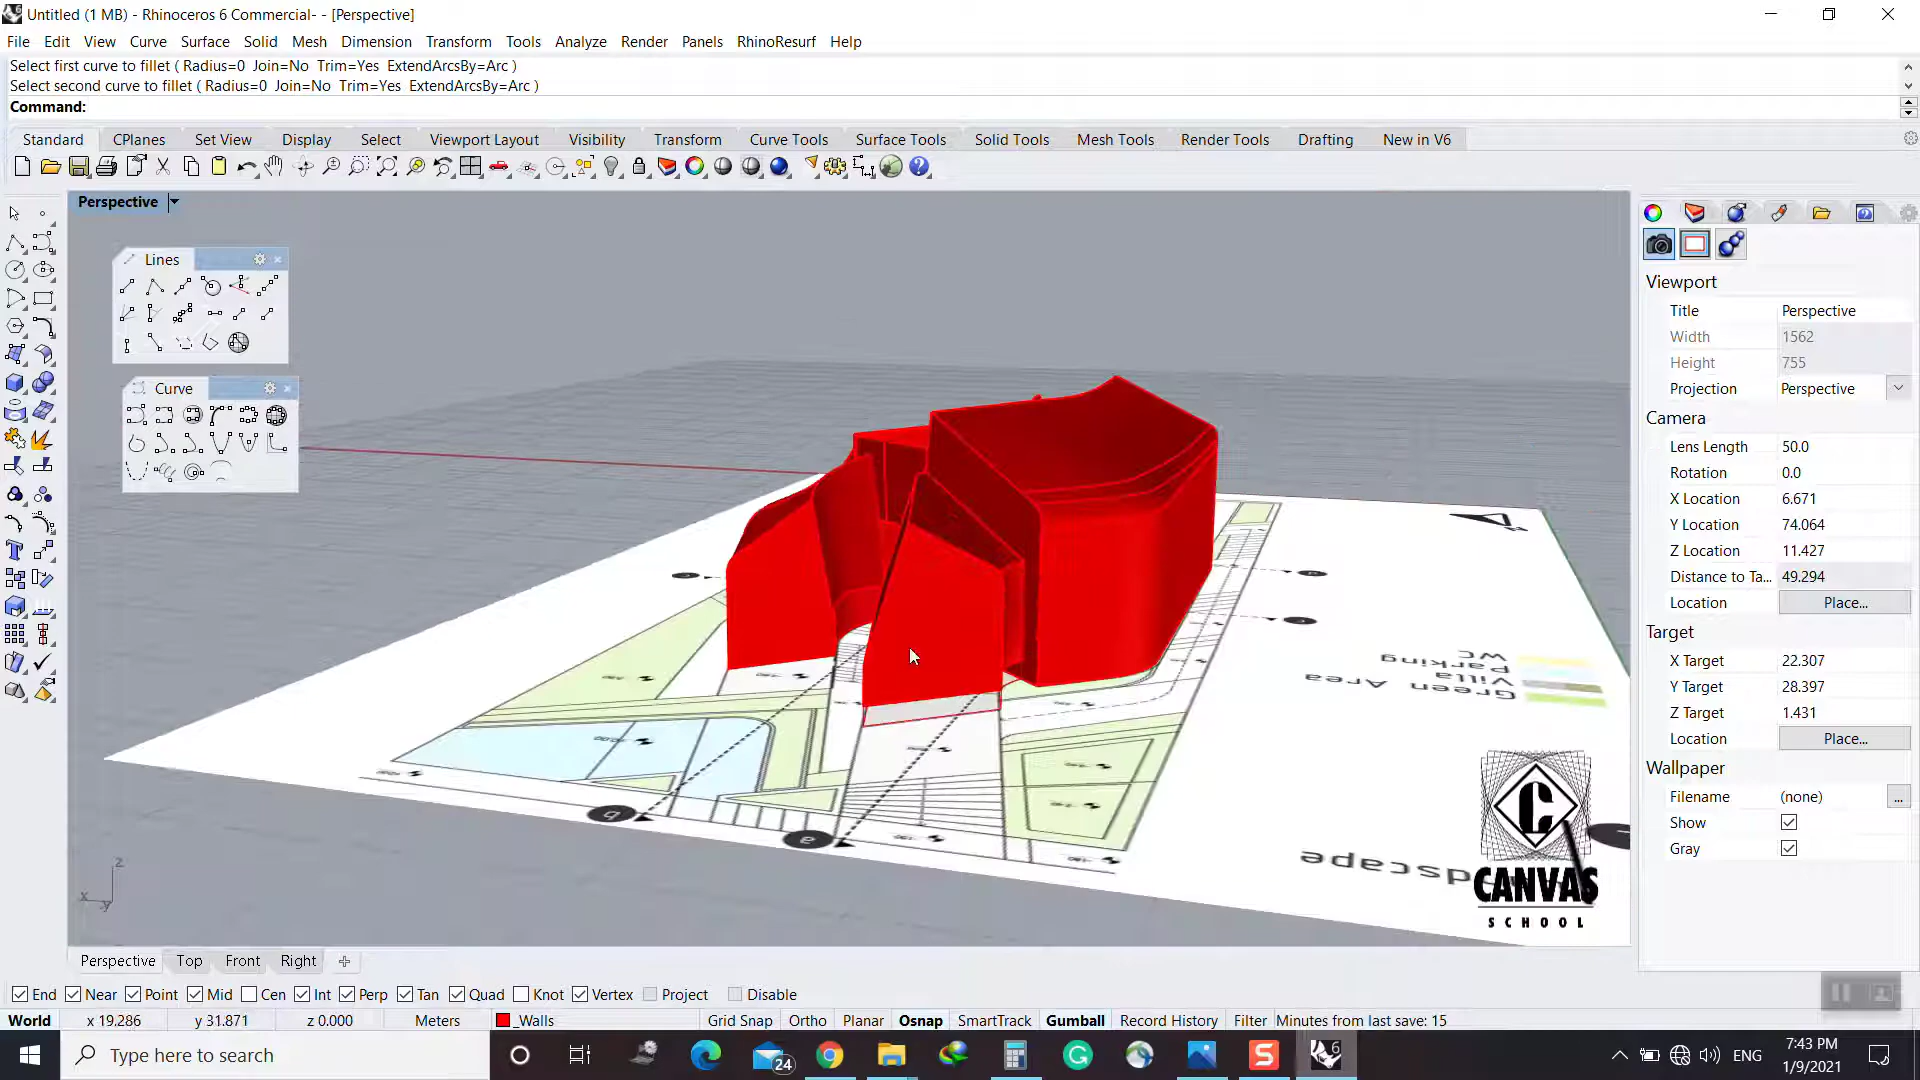 Untitled (1 MB) - Rhinoceros 6 Commercial- - [Perspective]
File Edit View Curve Surface Solid Mesh Dimension Transform Tools Analyze Render Panels RhinoResurf Help
Select first curve to fillet ( Radius=0 Join=No Trim=Yes ExtendArcsBy=Arc )
Select second curve to fillet ( Radius=0 Join=No Trim=Yes ExtendArcsBy=Arc )
Command:
Standard CPlanes Set View Display Select Viewport Layout Visibility Transform Curve Tools Surface Tools Solid Tools Mesh Tools Render Tools Drafting New in V6
Perspective
Lines
Curve
Viewport
Title Perspective
Width 1562
Height 755
Projection Perspective
Camera
Lens Length 50.0
Rotation 0.0
X Location 6.671
Y Location 74.064
Z Location 11.427
Distance to Ta... 49.294
Location Place...
Target
X Target 22.307
Y Target 28.397
Z Target 1.431
Location Place...
Wallpaper
Filename (none) ...
Show
Gray
WC
Parking
Villa
Green Area
b
a
CANVAS
SCHOOL
z
x
y
Perspective Top Front Right
End Near Point Mid Cen Int Perp Tan Quad Knot Vertex Project Disable
World x 19.286 y 31.871 z 0.000 Meters _Walls Grid Snap Ortho Planar Osnap SmartTrack Gumball Record History Filter Minutes from last save: 15
Type here to search
24
ENG
7:43 PM
1/9/2021